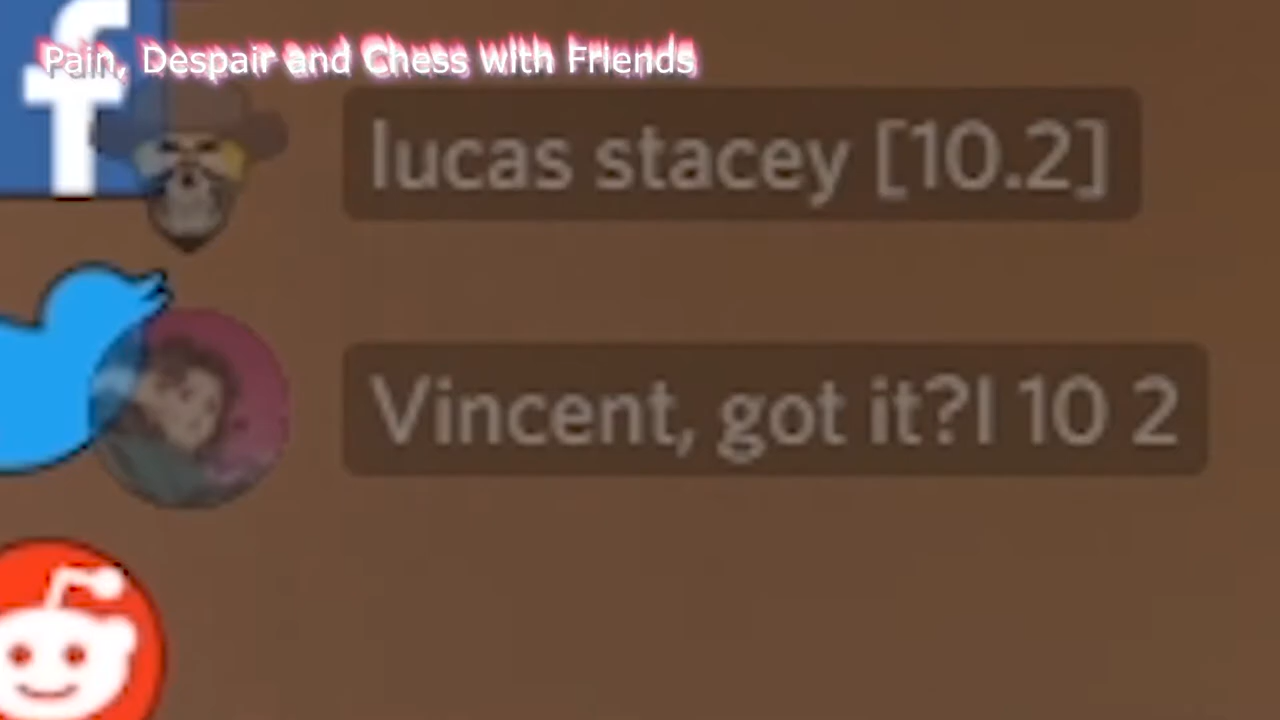 Pain, Despair and Chess with Friends
lucas stacey [10.2]
Vincent, got it?l 10 2